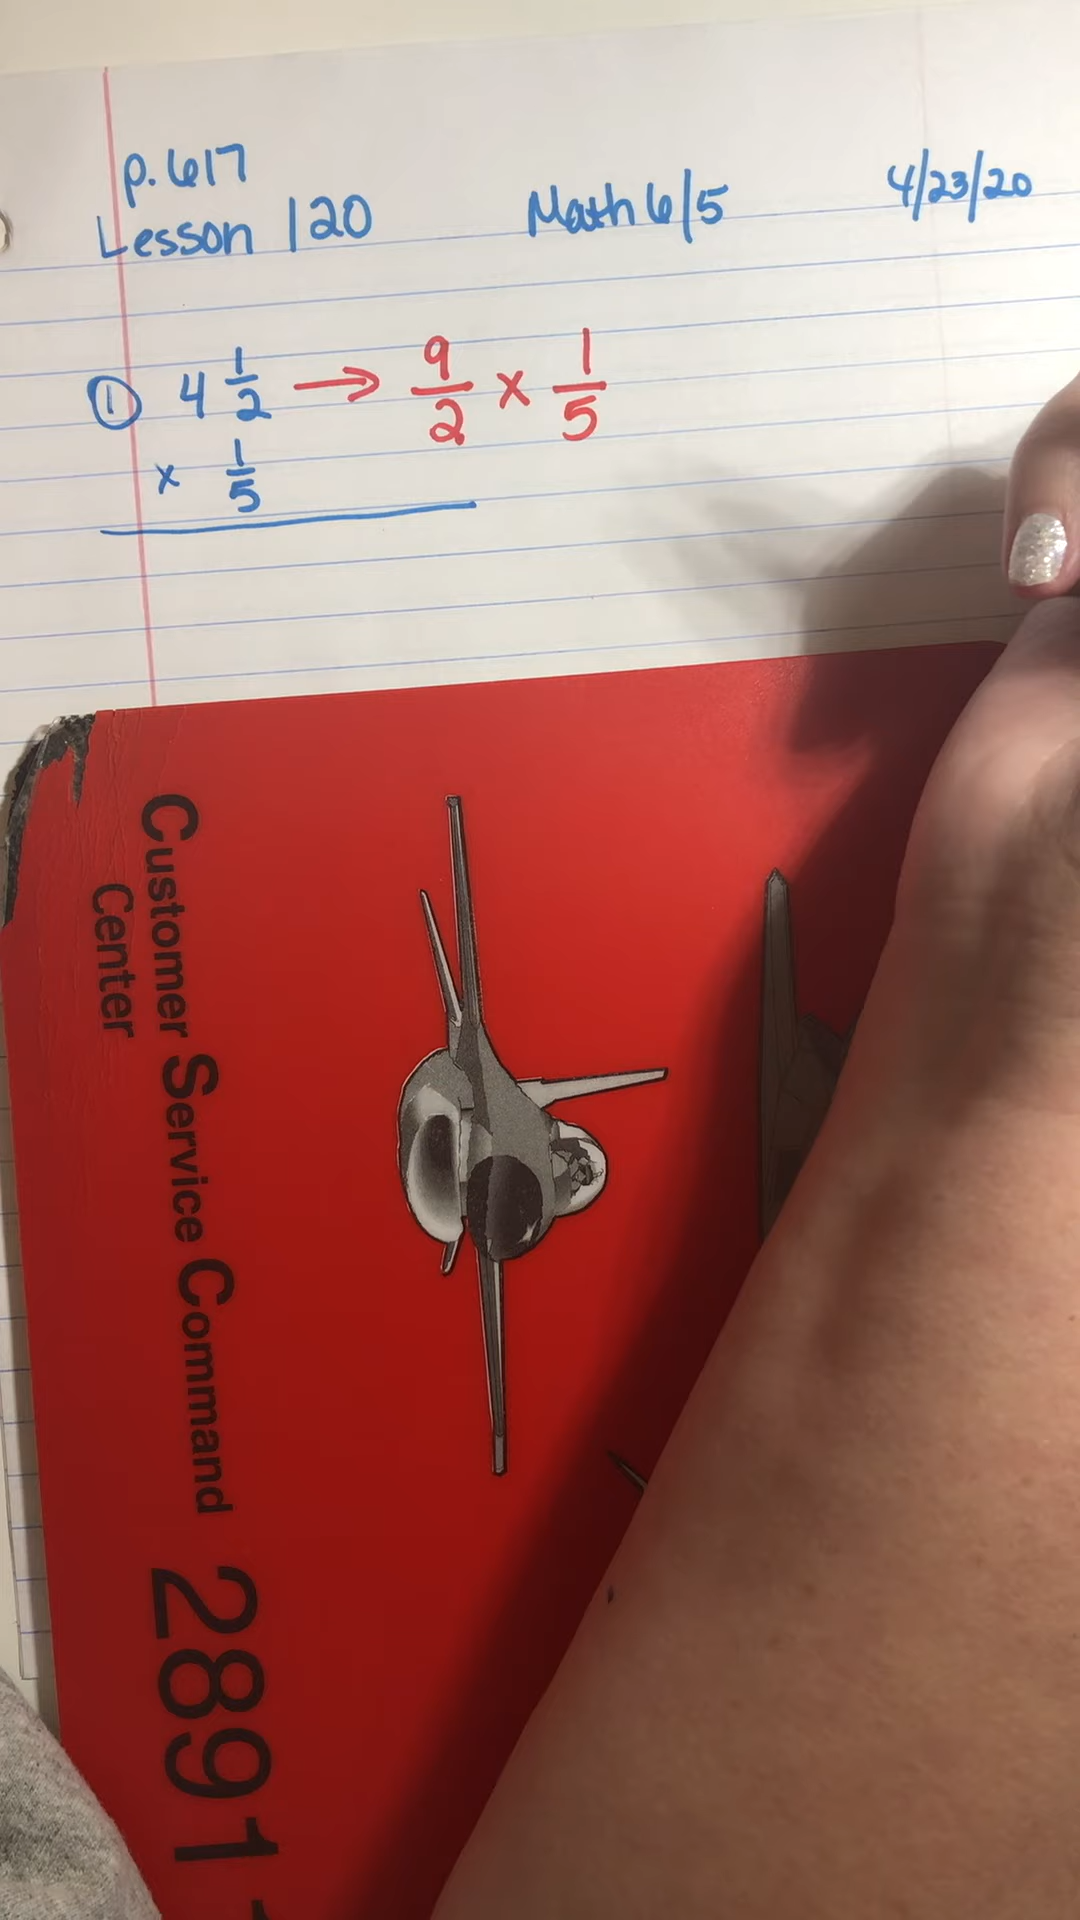 p.617
Lesson 120 Math 6/5 4/23/20
① 4 1/2 → 9/2 x 1/5
x 1/5
Customer Service Command
Center
2891